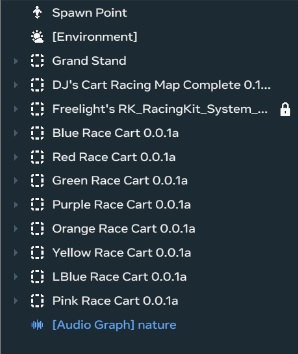 Spawn Point
[Environment]
Grand Stand
DJ's Cart Racing Map Complete 0.1...
Freelight's RK_RacingKit_System_...
Blue Race Cart 0.0.1a
Red Race Cart 0.0.1a
Green Race Cart 0.0.1a
Purple Race Cart 0.0.1a
Orange Race Cart 0.0.1a
Yellow Race Cart 0.0.1a
LBlue Race Cart 0.0.1a
Pink Race Cart 0.0.1a
[Audio Graph] nature